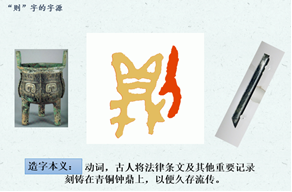 “则”字的字源
造字本义： 动词，古人将法律条文及其他重要记录
刻铸在青铜钟鼎上，以便久存流传。